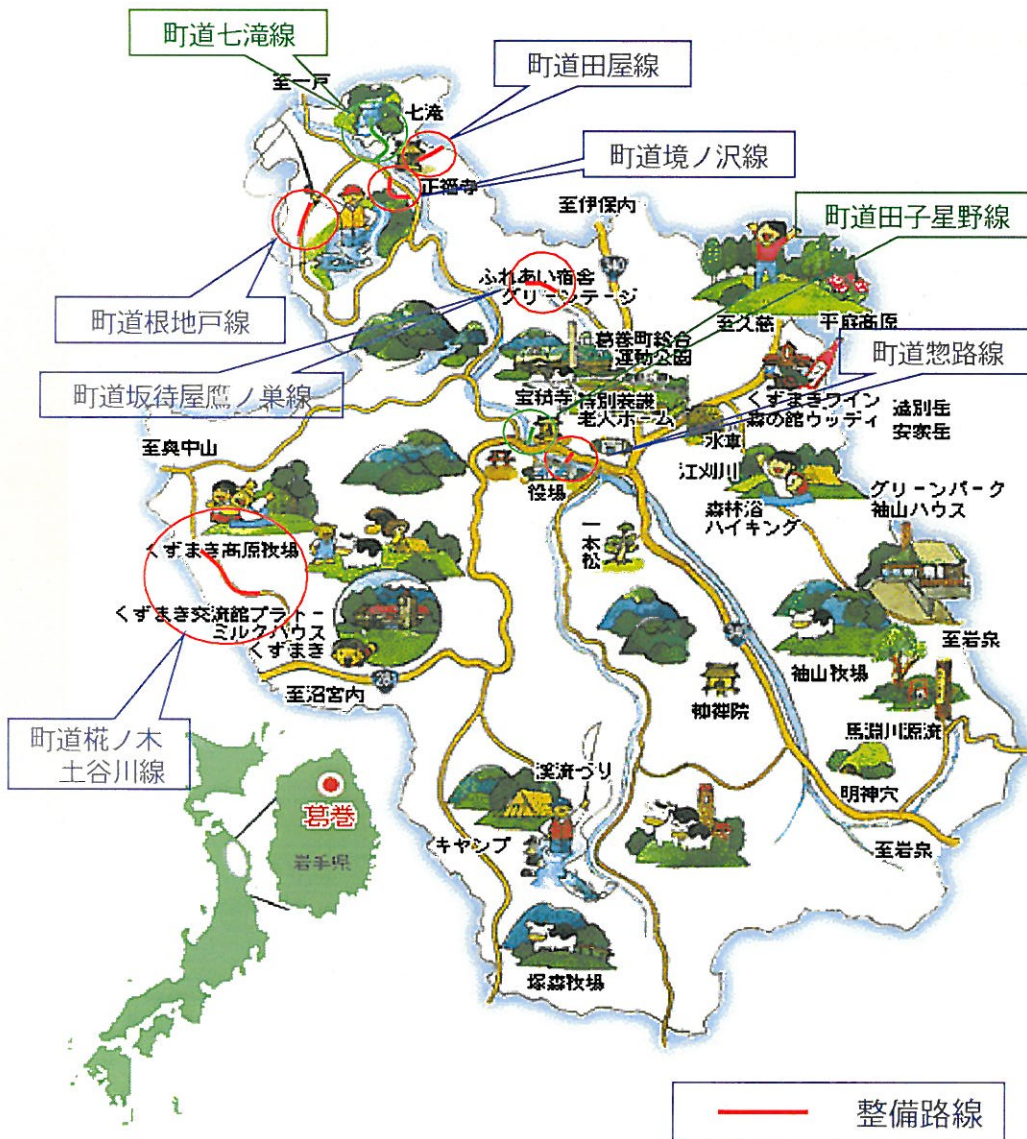 町道七滝線
町道田屋線
至一戸
七滝
町道境ノ沢線
正福寺
至伊保内
町道田子星野線
340
ふれあい宿舎
グリーンテージ
町道根地戸線
至久慈
平庭高原
葛巻町総合
運動公園
町道惣路線
町道坂待屋鷹ノ巣線
宝積寺
特別養護
老人ホーム
くずまきワイン
森の館ウッディ
遠別岳
安家岳
水車
至奥中山
江刈川
役場
グリーンパーク
袖山ハウス
森林浴
ハイキング
一本松
くずまき高原牧場
くずまき交流館プラトー
ミルクハウス
くずまき
至岩泉
袖山牧場
至沼宮内
281
馬淵川源流
町道椛ノ木
土谷川線
明神穴
渓流づり
葛巻
岩手県
キャンプ
至岩泉
塚森牧場
整備路線